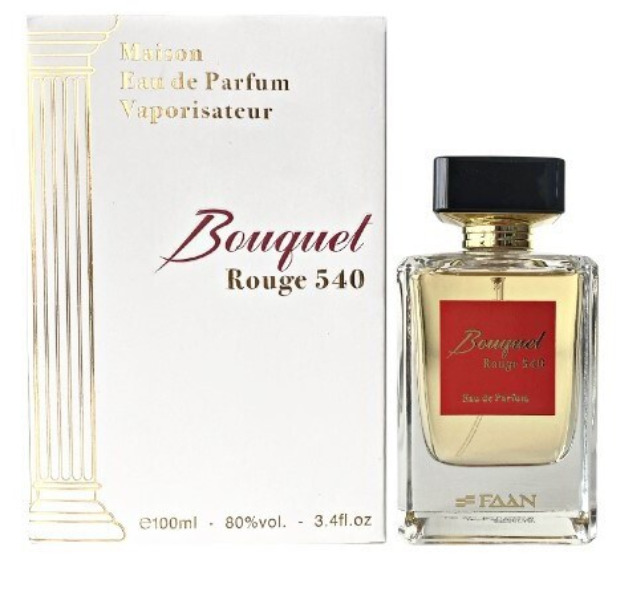 Maison
Eau de Parfum
Vaporisateur
Bouquet
Rouge 540
℮100ml - 80%vol. - 3.4fl.oz
Bouquet
Rouge 540
Eau de Parfum
FAAN